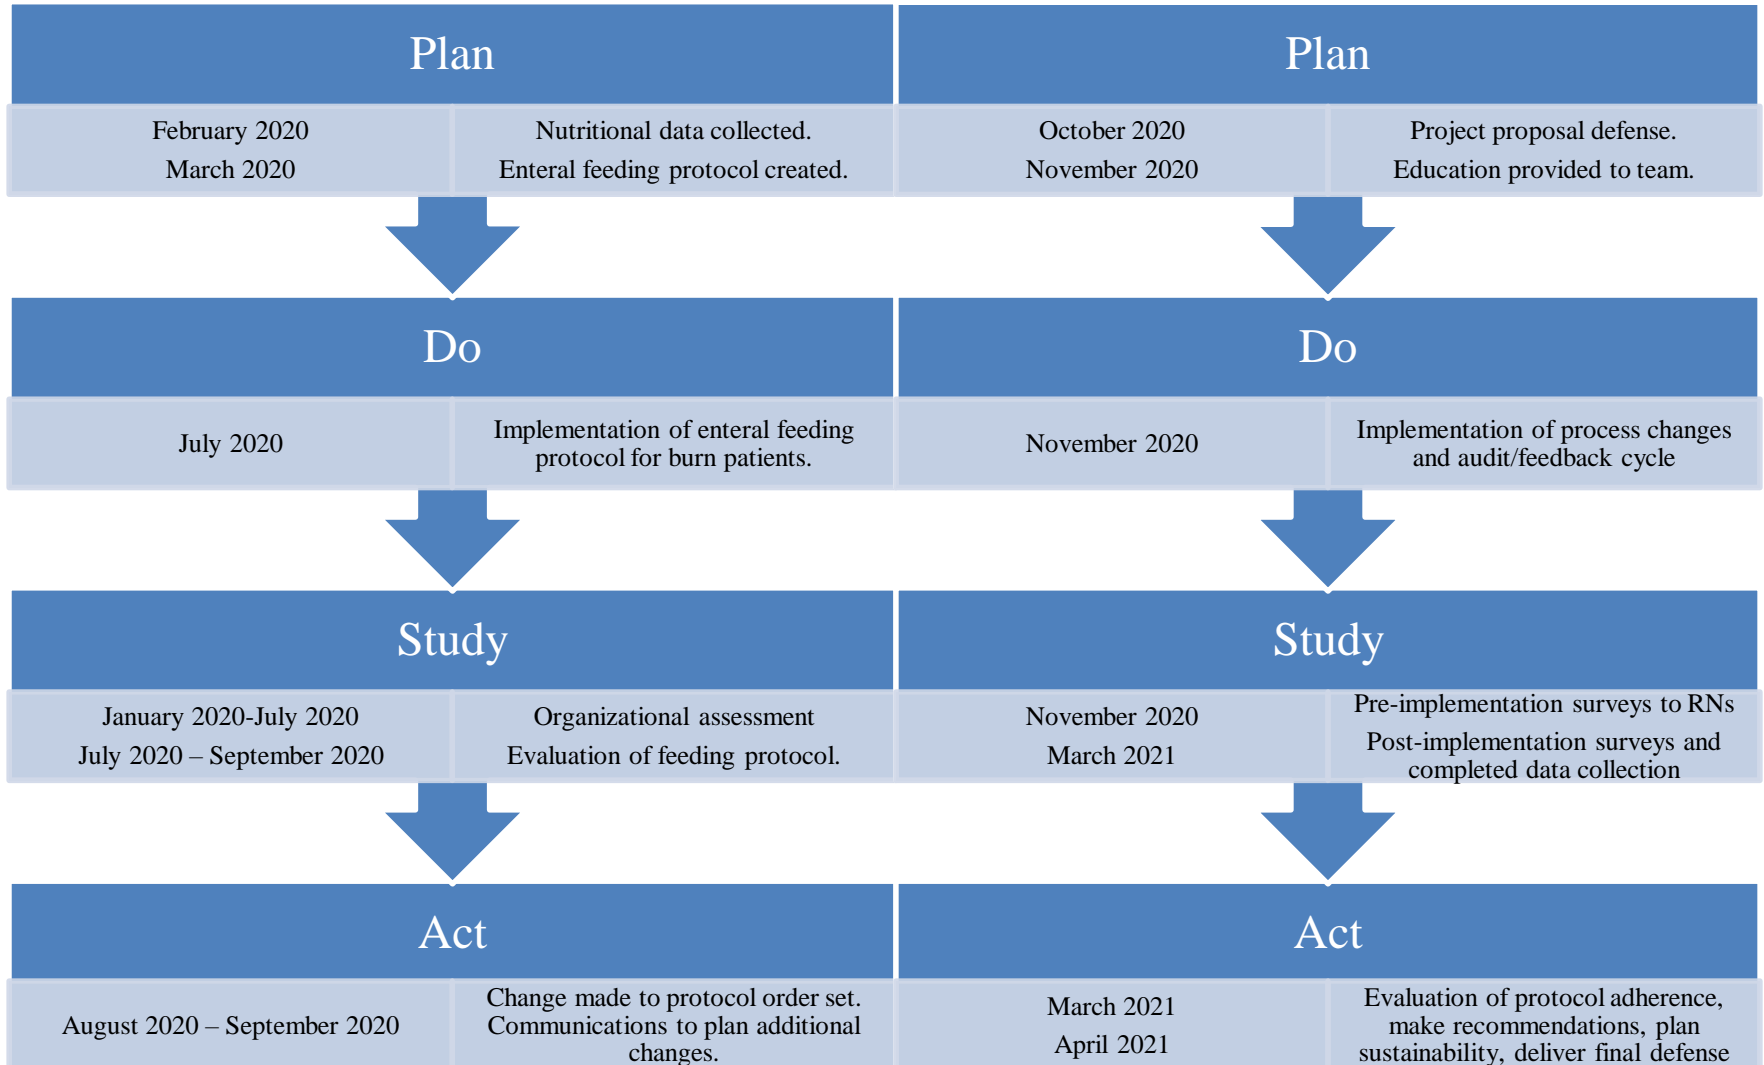 Plan
February 2020
March 2020
Nutritional data collected.
Enteral feeding protocol created.
Do
July 2020
Implementation of enteral feeding
protocol for burn patients.
Study
January 2020-July 2020
July 2020 – September 2020
Organizational assessment
Evaluation of feeding protocol.
Act
August 2020 – September 2020
Change made to protocol order set.
Communications to plan additional
changes.
Plan
October 2020
November 2020
Project proposal defense.
Education provided to team.
Do
November 2020
Implementation of process changes
and audit/feedback cycle
Study
November 2020
March 2021
Pre-implementation surveys to RNs
Post-implementation surveys and
completed data collection
Act
March 2021
April 2021
Evaluation of protocol adherence,
make recommendations, plan
sustainability, deliver final defense